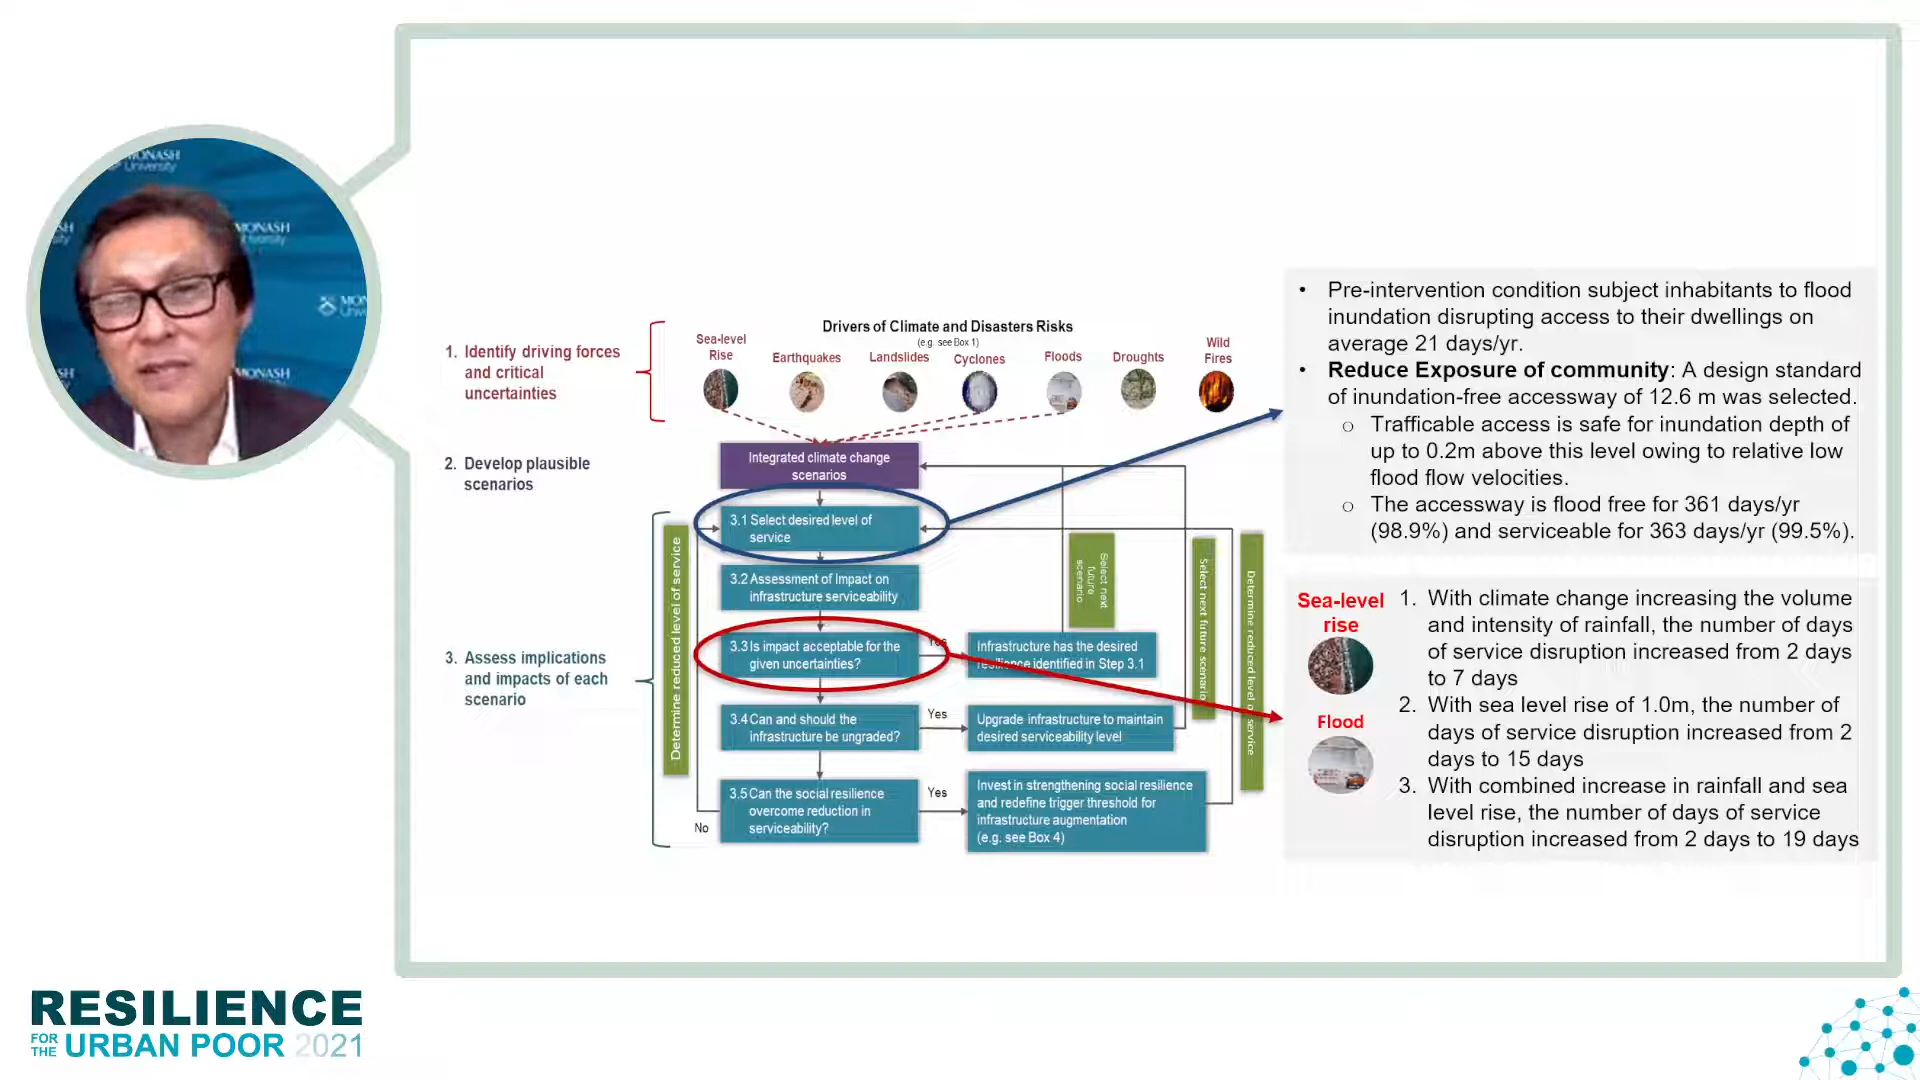 MONASH
University
MONASH
University
MONASH
Drivers of Climate and Disasters Risks
(e.g. see Box 1)
Sea-level
Rise
Earthquakes
Landslides
Cyclones
Floods
Droughts
Wild
Fires
1. Identify driving forces
and critical
uncertainties
2. Develop plausible
scenarios
3. Assess implications
and impacts of each
scenario
Integrated climate change
scenarios
3.1 Select desired level of
service
3.2 Assessment of Impact on
infrastructure serviceability
3.3 Is impact acceptable for the
given uncertainties?
Yes
Infrastructure has the desired
resilience identified in Step 3.1
3.4 Can and should the
infrastructure be ungraded?
Yes
Upgrade infrastructure to maintain
desired serviceability level
3.5 Can the social resilience
overcome reduction in
serviceability?
Yes
Invest in strengthening social resilience
and redefine trigger threshold for
infrastructure augmentation
(e.g. see Box 4)
No
Determine reduced level of service
Select next
future
scenario
Select next future scenario
Determine reduced level of service
• Pre-intervention condition subject inhabitants to flood
inundation disrupting access to their dwellings on
average 21 days/yr.
• Reduce Exposure of community: A design standard
of inundation-free accessway of 12.6 m was selected.
o Trafficable access is safe for inundation depth of
up to 0.2m above this level owing to relative low
flood flow velocities.
o The accessway is flood free for 361 days/yr
(98.9%) and serviceable for 363 days/yr (99.5%).
Sea-level
rise
Flood
1. With climate change increasing the volume
and intensity of rainfall, the number of days
of service disruption increased from 2 days
to 7 days
2. With sea level rise of 1.0m, the number of
days of service disruption increased from 2
days to 15 days
3. With combined increase in rainfall and sea
level rise, the number of days of service
disruption increased from 2 days to 19 days
RESILIENCE
FOR THE URBAN POOR 2021